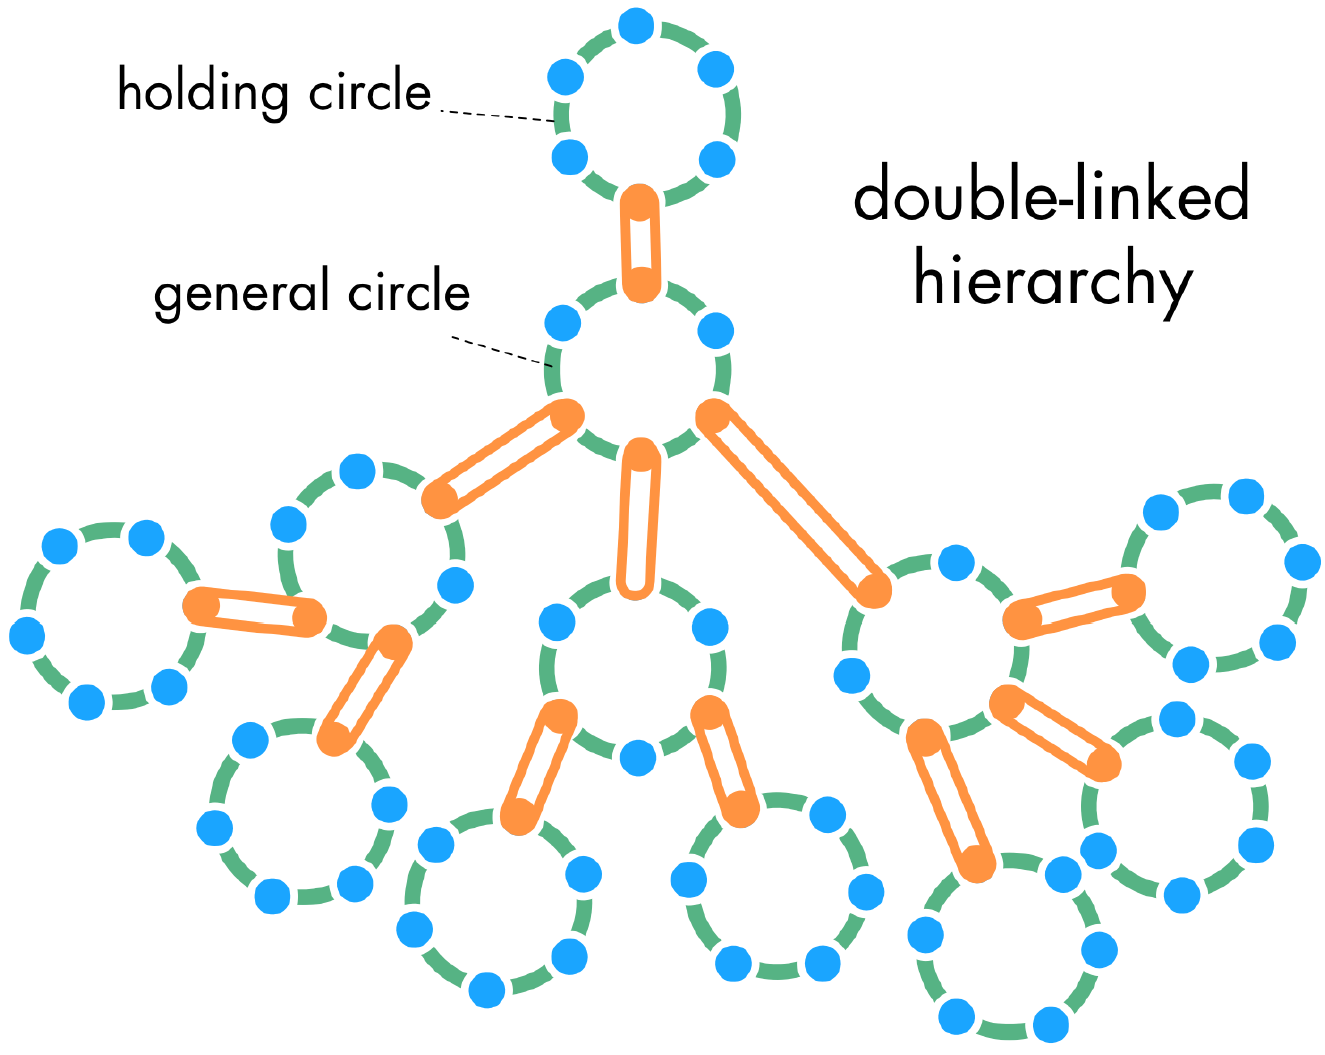 holding circle
double-linked
hierarchy
general circle